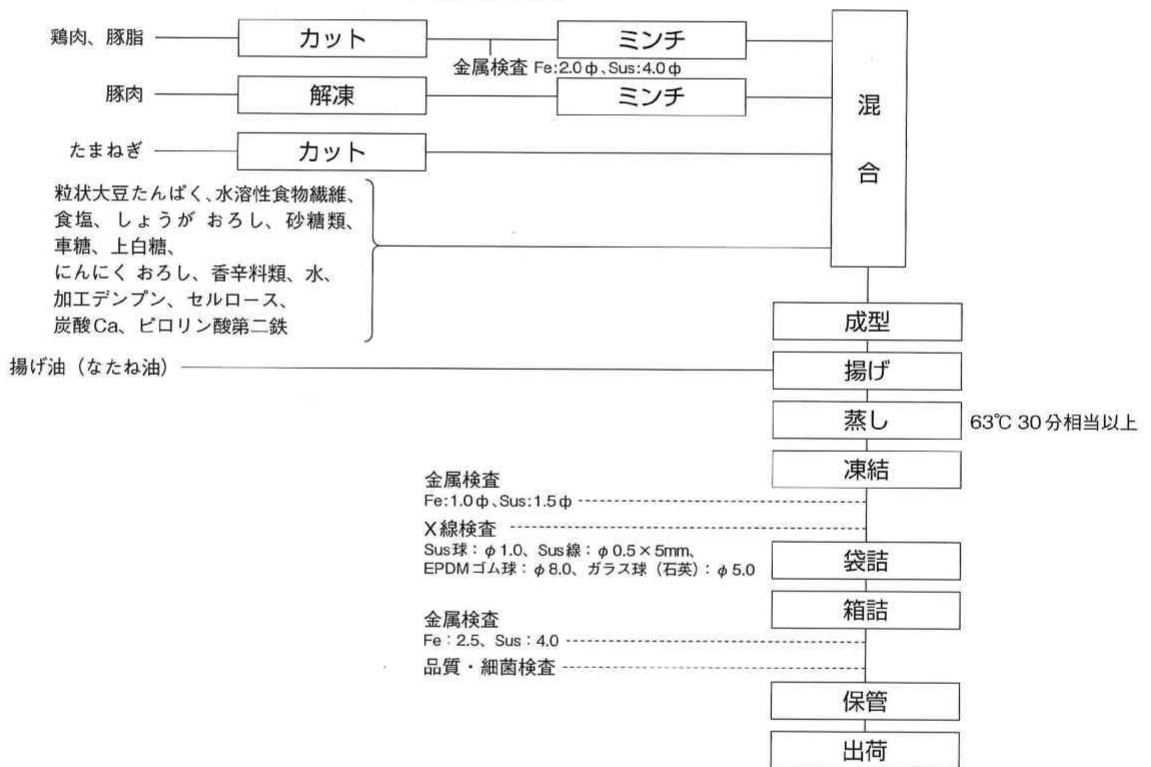 鶏肉、豚脂
カット
ミンチ
金属検査 Fe:2.0φ、Sus:4.0φ
豚肉
解凍
ミンチ
混合
たまねぎ
カット
粒状大豆たんぱく、水溶性食物繊維、
食塩、しょうが おろし、砂糖類、
車糖、上白糖、
にんにく おろし、香辛料類、水、
加工デンプン、セルロース、
炭酸Ca、ピロリン酸第二鉄
成型
揚げ油（なたね油）
揚げ
蒸し
63℃ 30分相当以上
凍結
金属検査
Fe:1.0φ、Sus:1.5φ
X線検査
Sus球：φ1.0、Sus線：φ0.5×5mm、
EPDMゴム球：φ8.0、ガラス球（石英）：φ5.0
袋詰
箱詰
金属検査
Fe：2.5、Sus：4.0
品質・細菌検査
保管
出荷